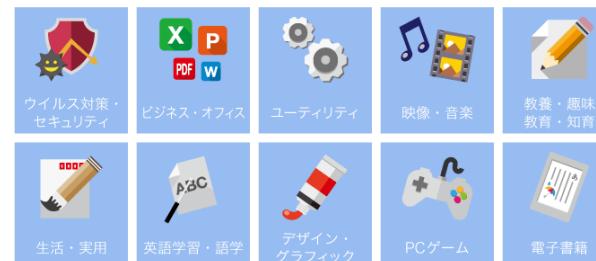 X
P
PDF
W
ウイルス対策・
セキュリティ
ビジネス・オフィス
ユーティリティ
映像・音楽
教養・趣味
教育・知育
ABC
あ
生活・実用
英語学習・語学
デザイン・
グラフィック
PCゲーム
電子書籍